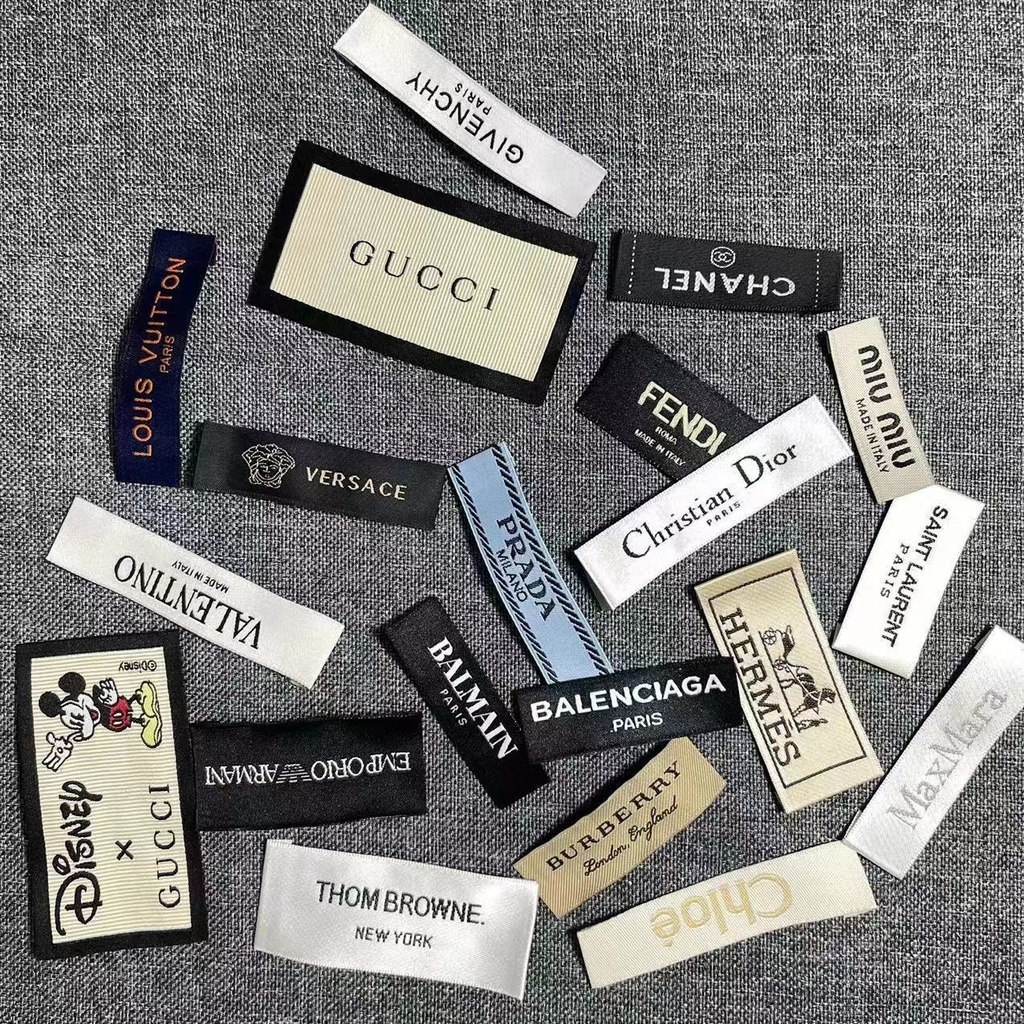 GIVENCHY
PARIS
GUCCI
CHANEL
LOUIS VUITTON
PARIS
FENDI
ROMA
MADE IN ITALY
MIU MIU
MADE IN ITALY
VERSACE
Christian Dior
PARIS
PRADA
MILANO
SAINT LAURENT
PARIS
VALENTINO
MADE IN ITALY
BALMAIN
PARIS
HERMES
BALENCIAGA
PARIS
©Disney
DISNEY
×
GUCCI
EMPORIO ARMANI
MaxMara
BURBERRY
London, England
THOM BROWNE.
NEW YORK
Chloé